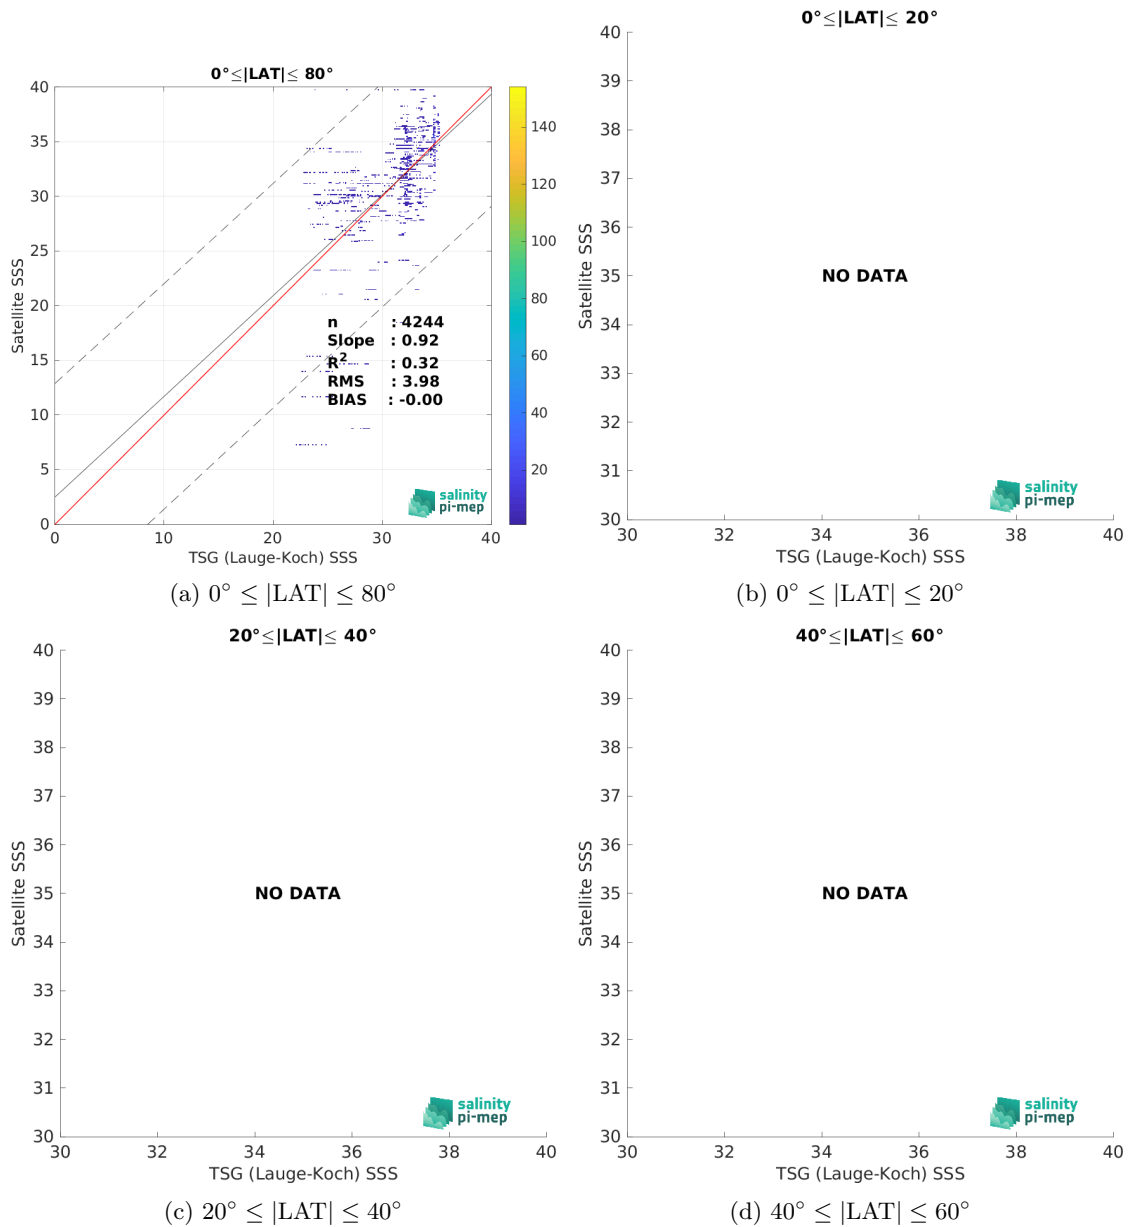 0°≤|LAT|≤ 80°
40
35
30
25
20
15
10
5
0
Satellite SSS
0
10
20
30
40
TSG (Lauge-Koch) SSS
140
120
100
80
60
40
20
n : 4244
Slope : 0.92
R² : 0.32
RMS : 3.98
BIAS : -0.00
salinity
pi-mep
(a) 0° ≤ |LAT| ≤ 80°
0°≤|LAT|≤ 20°
40
39
38
37
36
35
34
33
32
31
30
Satellite SSS
NO DATA
salinity
pi-mep
30
32
34
36
38
40
TSG (Lauge-Koch) SSS
(b) 0° ≤ |LAT| ≤ 20°
20°≤|LAT|≤ 40°
40
39
38
37
36
35
34
33
32
31
30
Satellite SSS
NO DATA
salinity
pi-mep
30
32
34
36
38
40
TSG (Lauge-Koch) SSS
(c) 20° ≤ |LAT| ≤ 40°
40°≤|LAT|≤ 60°
40
39
38
37
36
35
34
33
32
31
30
Satellite SSS
NO DATA
salinity
pi-mep
30
32
34
36
38
40
TSG (Lauge-Koch) SSS
(d) 40° ≤ |LAT| ≤ 60°